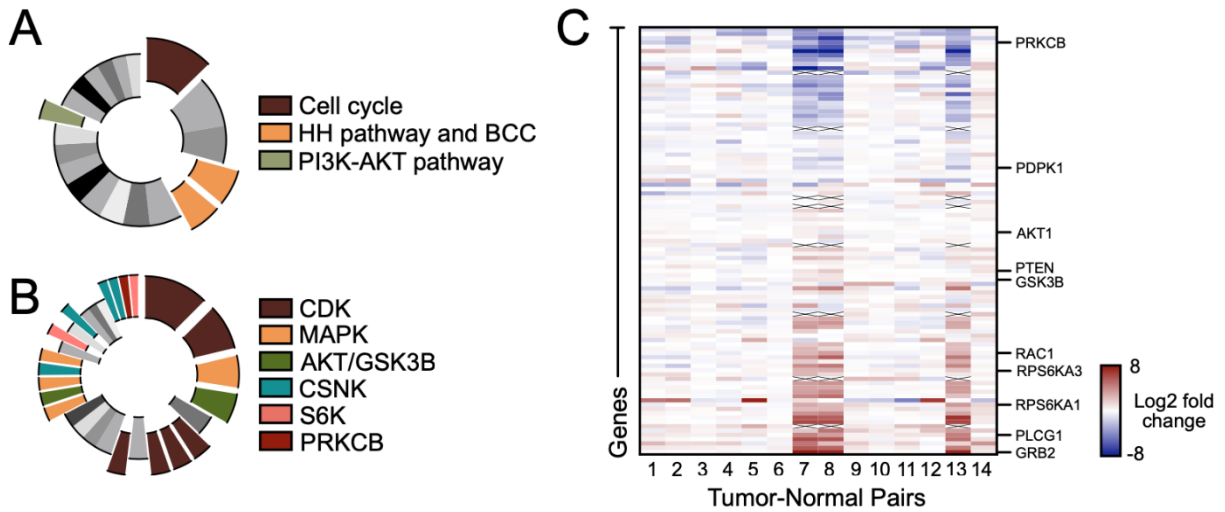 A
Cell cycle
HH pathway and BCC
PI3K-AKT pathway
B
CDK
MAPK
AKT/GSK3B
CSNK
S6K
PRKCB
C
Genes
PRKCB
PDPK1
AKT1
PTEN
GSK3B
RAC1
RPS6KA3
RPS6KA1
PLCG1
GRB2
8
Log2 fold
change
-8
1 2 3 4 5 6 7 8 9 10 11 12 13 14
Tumor-Normal Pairs